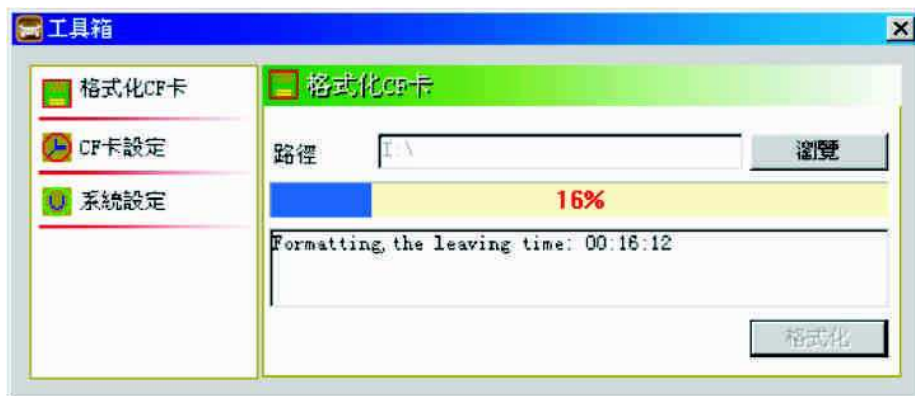 工具箱
格式化CF卡
CF卡設定
系統設定
格式化CF卡
路徑 I:\ 瀏覽
16%
Formatting,the leaving time: 00:16:12
格式化